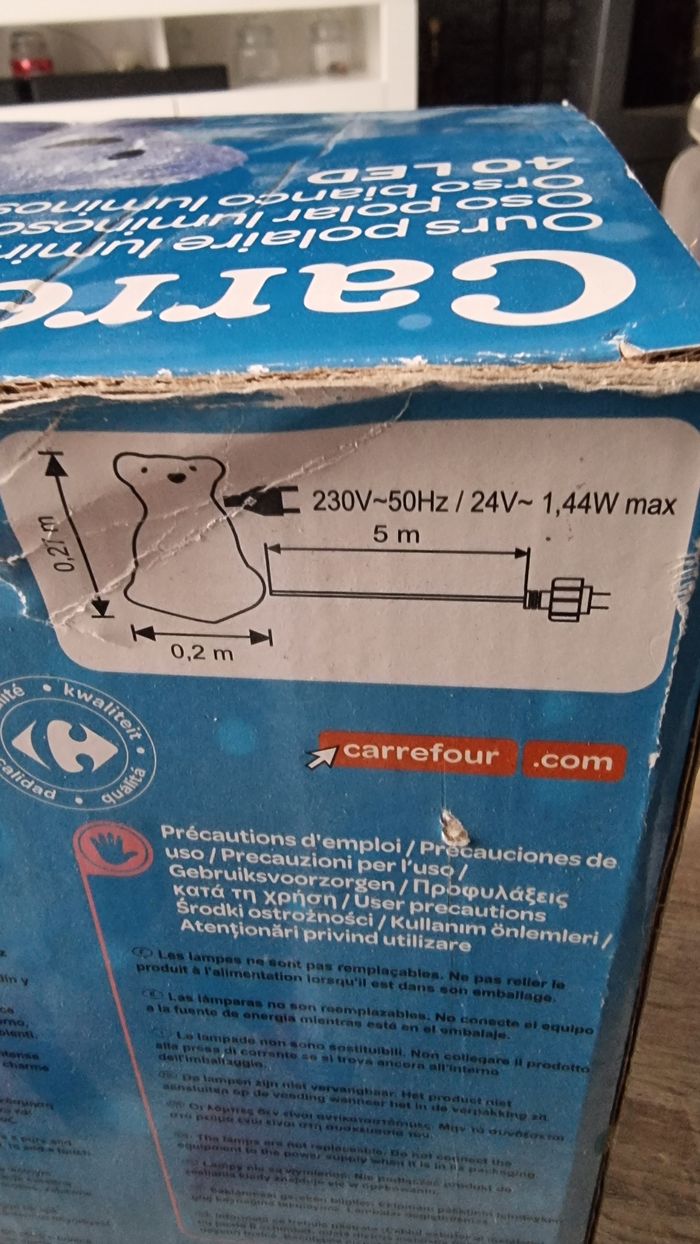 Carre
Ours polaire lumin
Oso polar luminoso
Orso bianco luminos
40 LED
230V~50Hz / 24V~ 1,44W max
5 m
0,27 m
0,2 m
kwaliteit
qualità
calidad
carrefour .com
Précautions d'emploi / Precauciones de
uso / Precauzioni per l'uso /
Gebruiksvoorzorgen / Προφυλάξεις
κατά τη χρήση / User precautions
Środki ostrożności / Kullanım önlemleri /
Atenționări privind utilizare
Les lampes ne sont pas remplaçables. Ne pas relier le
produit à l'alimentation lorsqu'il est dans son emballage.
Las lámparas no son reemplazables. No conecte el equipo
a la fuente de energía mientras está en el embalaje.
Le lampade non sono sostituibili. Non collegare il prodotto
alla presa di corrente se si trova ancora all'interno
dell'imballaggio.
De lampen zijn niet vervangbaar. Het product niet
aansluiten op de voeding wanneer het in de verpakking zit.
The lamps are not replaceable. Do not connect the
equipment to the power supply when it is in its packaging